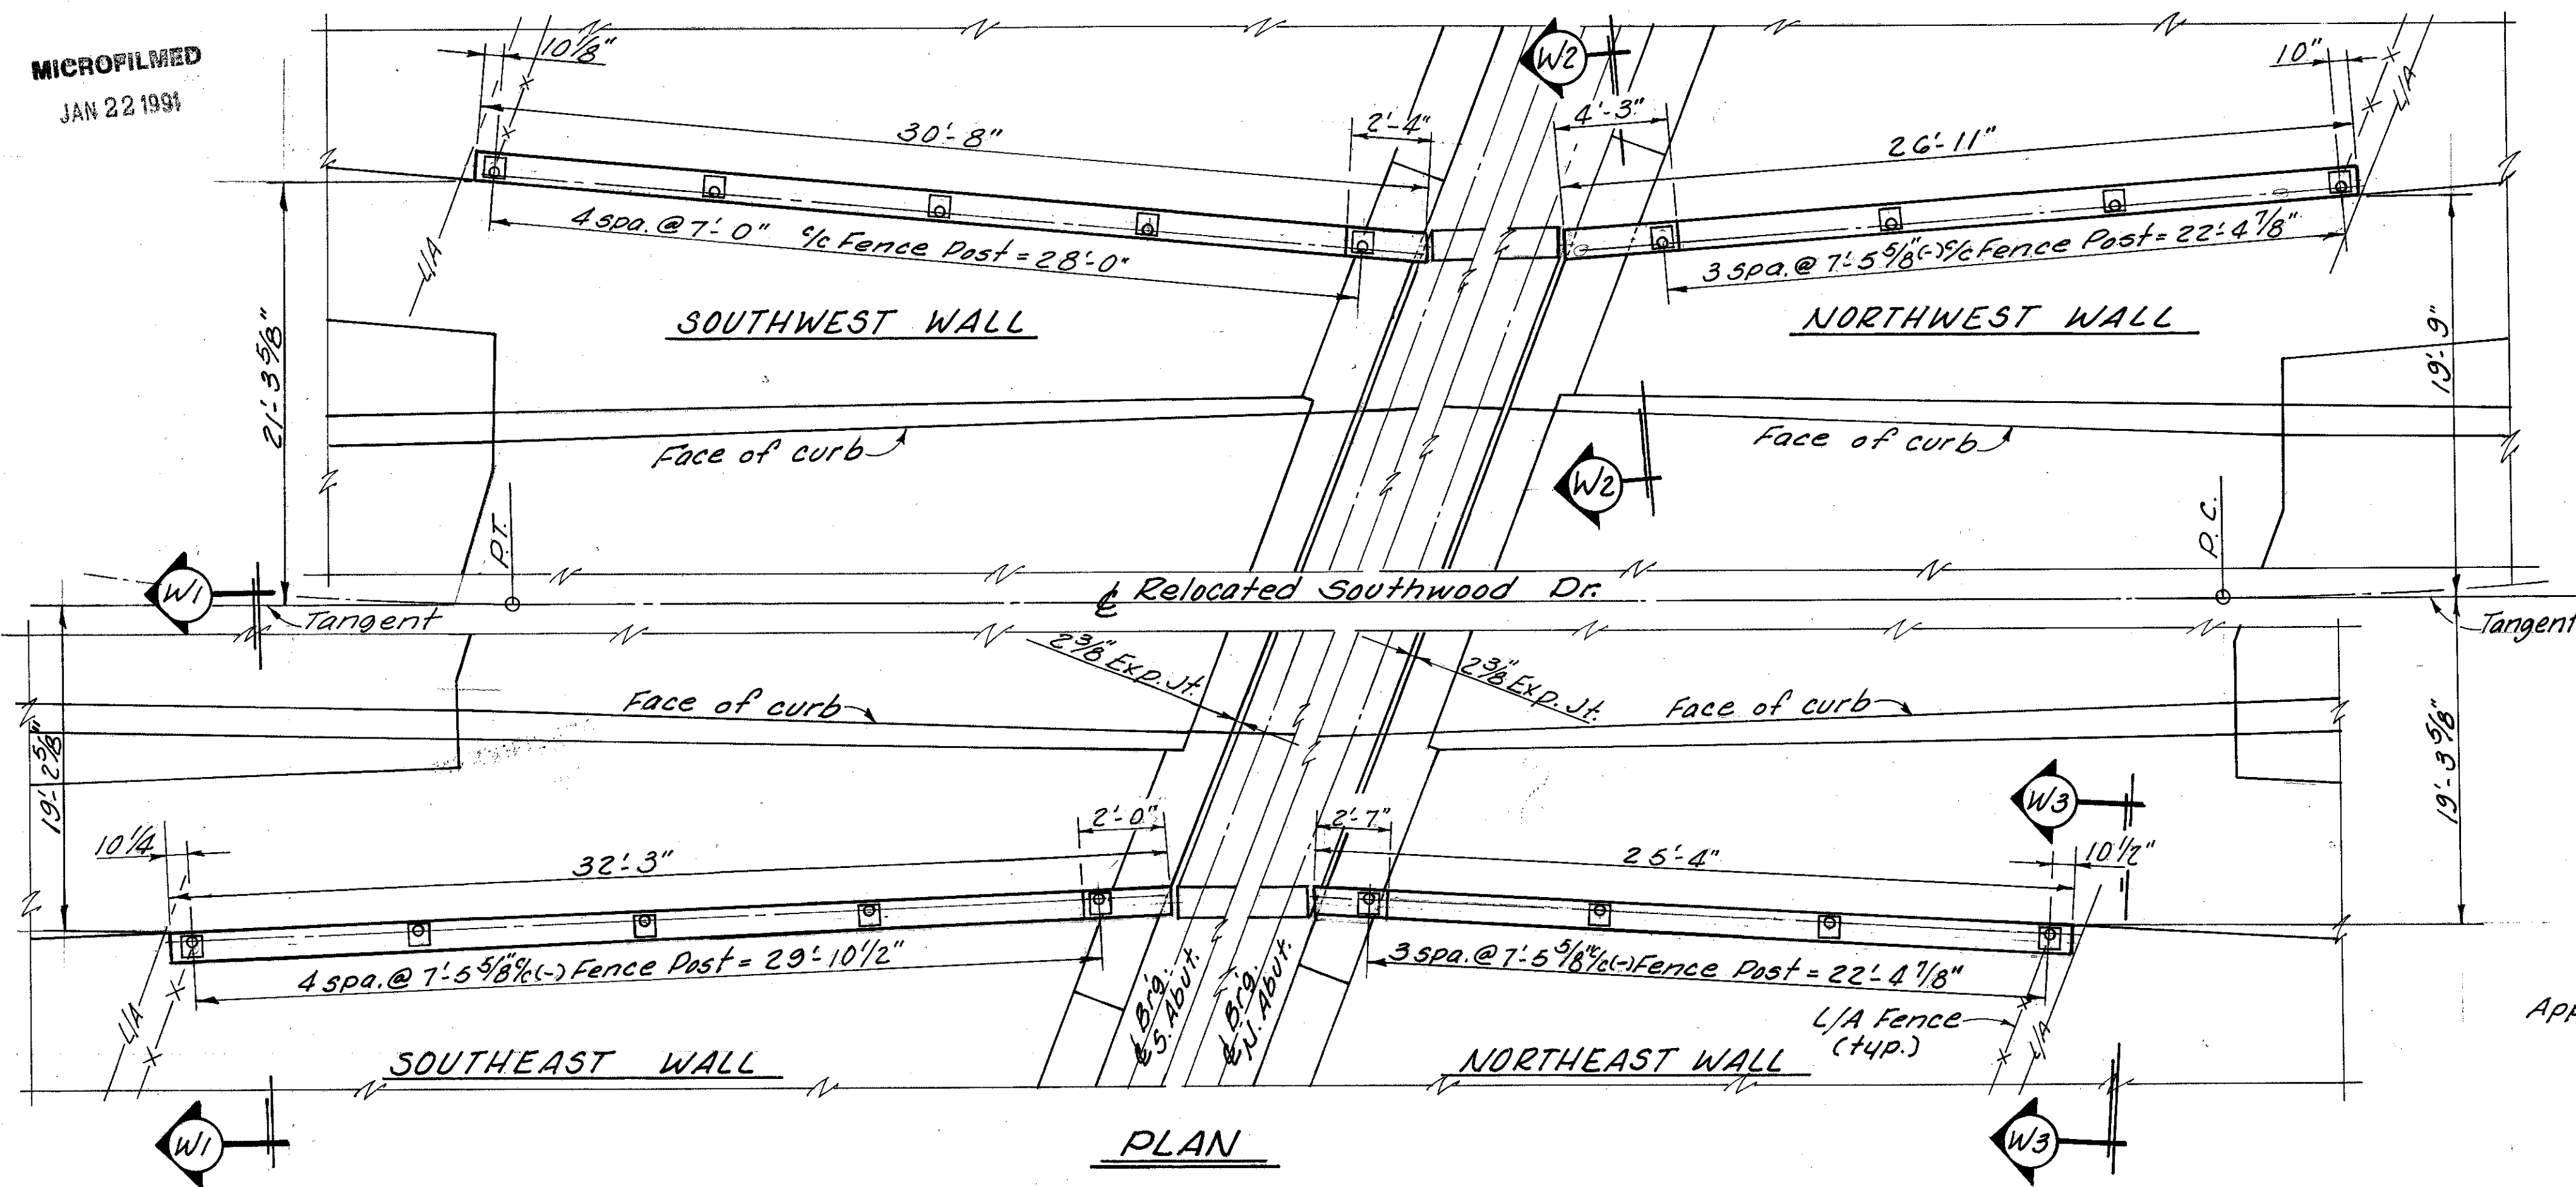 MICROFILMED
JAN 22 1991
10 1/8"
30'-8"
2'-4"
W2
4'-3"
26'-11"
10"
L/A
4 spa. @ 7'-0" c/c Fence Post = 28'-0"
3 spa. @ 7'-5 5/8"(-) c/c Fence Post = 22'-4 7/8"
L/A
SOUTHWEST WALL
NORTHWEST WALL
21'-3 5/8"
19'-9"
Face of curb
Face of curb
W2
P.T.
P.C.
W1
Tangent
℄ Relocated Southwood Dr.
Tangent
2 3/8" Exp. Jt.
2 3/8" Exp. Jt.
Face of curb
Face of curb
19'-2 5/8"
19'-3 5/8"
W3
10 1/4
32'-3"
2'-0"
2'-7"
25'-4"
10 1/2"
4 spa. @ 7'-5 5/8" c/c (-) Fence Post = 29'-10 1/2"
3 spa. @ 7'-5 5/8" c/c (-) Fence Post = 22'-4 7/8"
L/A
℄ Brg.
S. Abut.
℄ Brg.
N. Abut.
L/A Fence
(typ.)
L/A
App
SOUTHEAST WALL
NORTHEAST WALL
W1
PLAN
W3